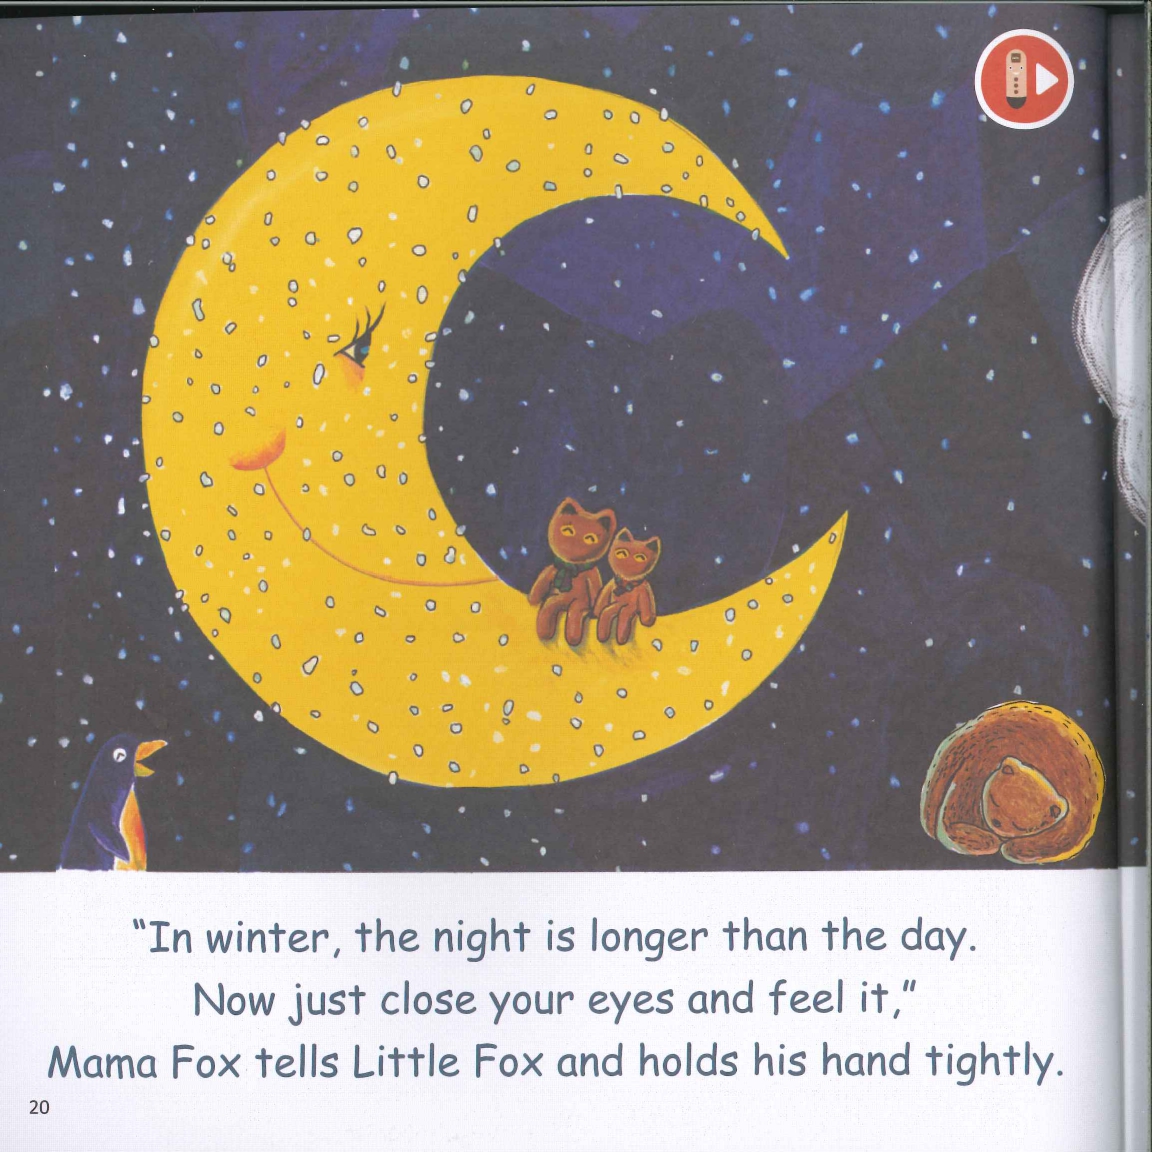 “In winter, the night is longer than the day.
Now just close your eyes and feel it,”
Mama Fox tells Little Fox and holds his hand tightly.
20